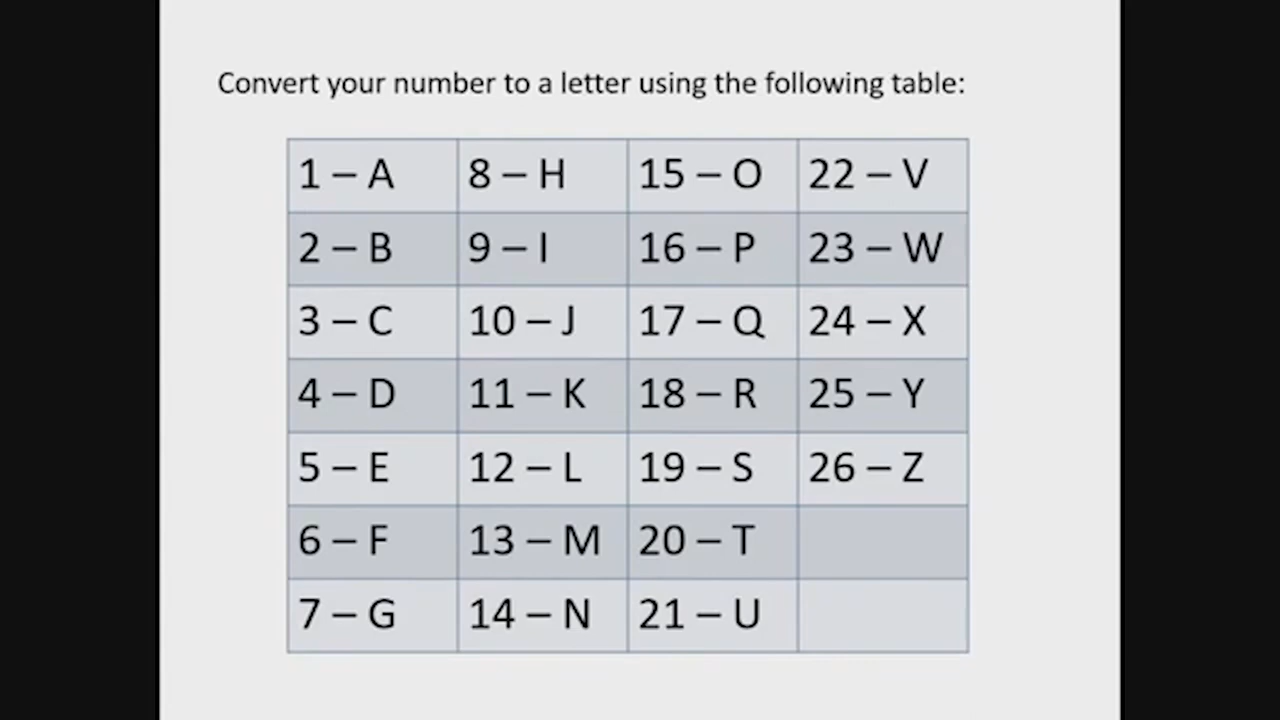 Convert your number to a letter using the following table:
1 – A 8 – H 15 – O 22 – V
2 – B 9 – I 16 – P 23 – W
3 – C 10 – J 17 – Q 24 – X
4 – D 11 – K 18 – R 25 – Y
5 – E 12 – L 19 – S 26 – Z
6 – F 13 – M 20 – T
7 – G 14 – N 21 – U